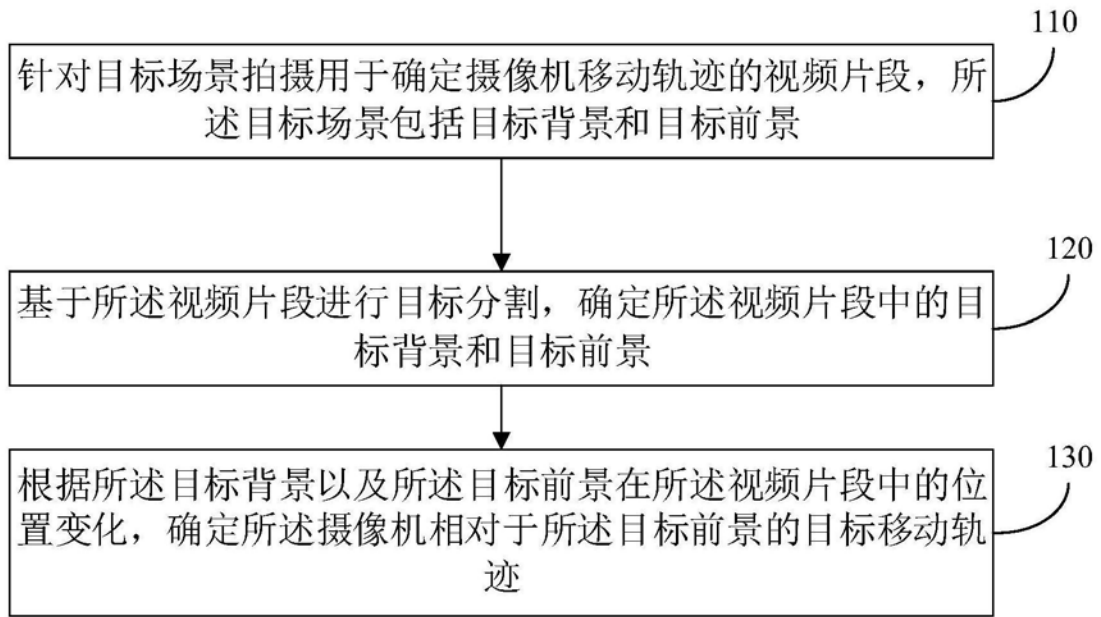 110
针对目标场景拍摄用于确定摄像机移动轨迹的视频片段，所
述目标场景包括目标背景和目标前景
120
基于所述视频片段进行目标分割，确定所述视频片段中的目
标背景和目标前景
130
根据所述目标背景以及所述目标前景在所述视频片段中的位
置变化，确定所述摄像机相对于所述目标前景的目标移动轨
迹